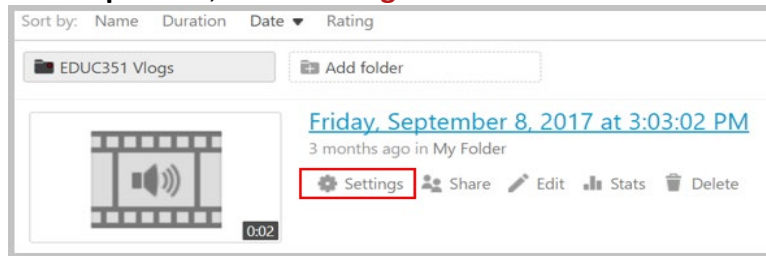 Sort by: Name Duration Date ▼ Rating
EDUC351 Vlogs Add folder
Friday, September 8, 2017 at 3:03:02 PM
3 months ago in My Folder
Settings Share Edit Stats Delete
0:02